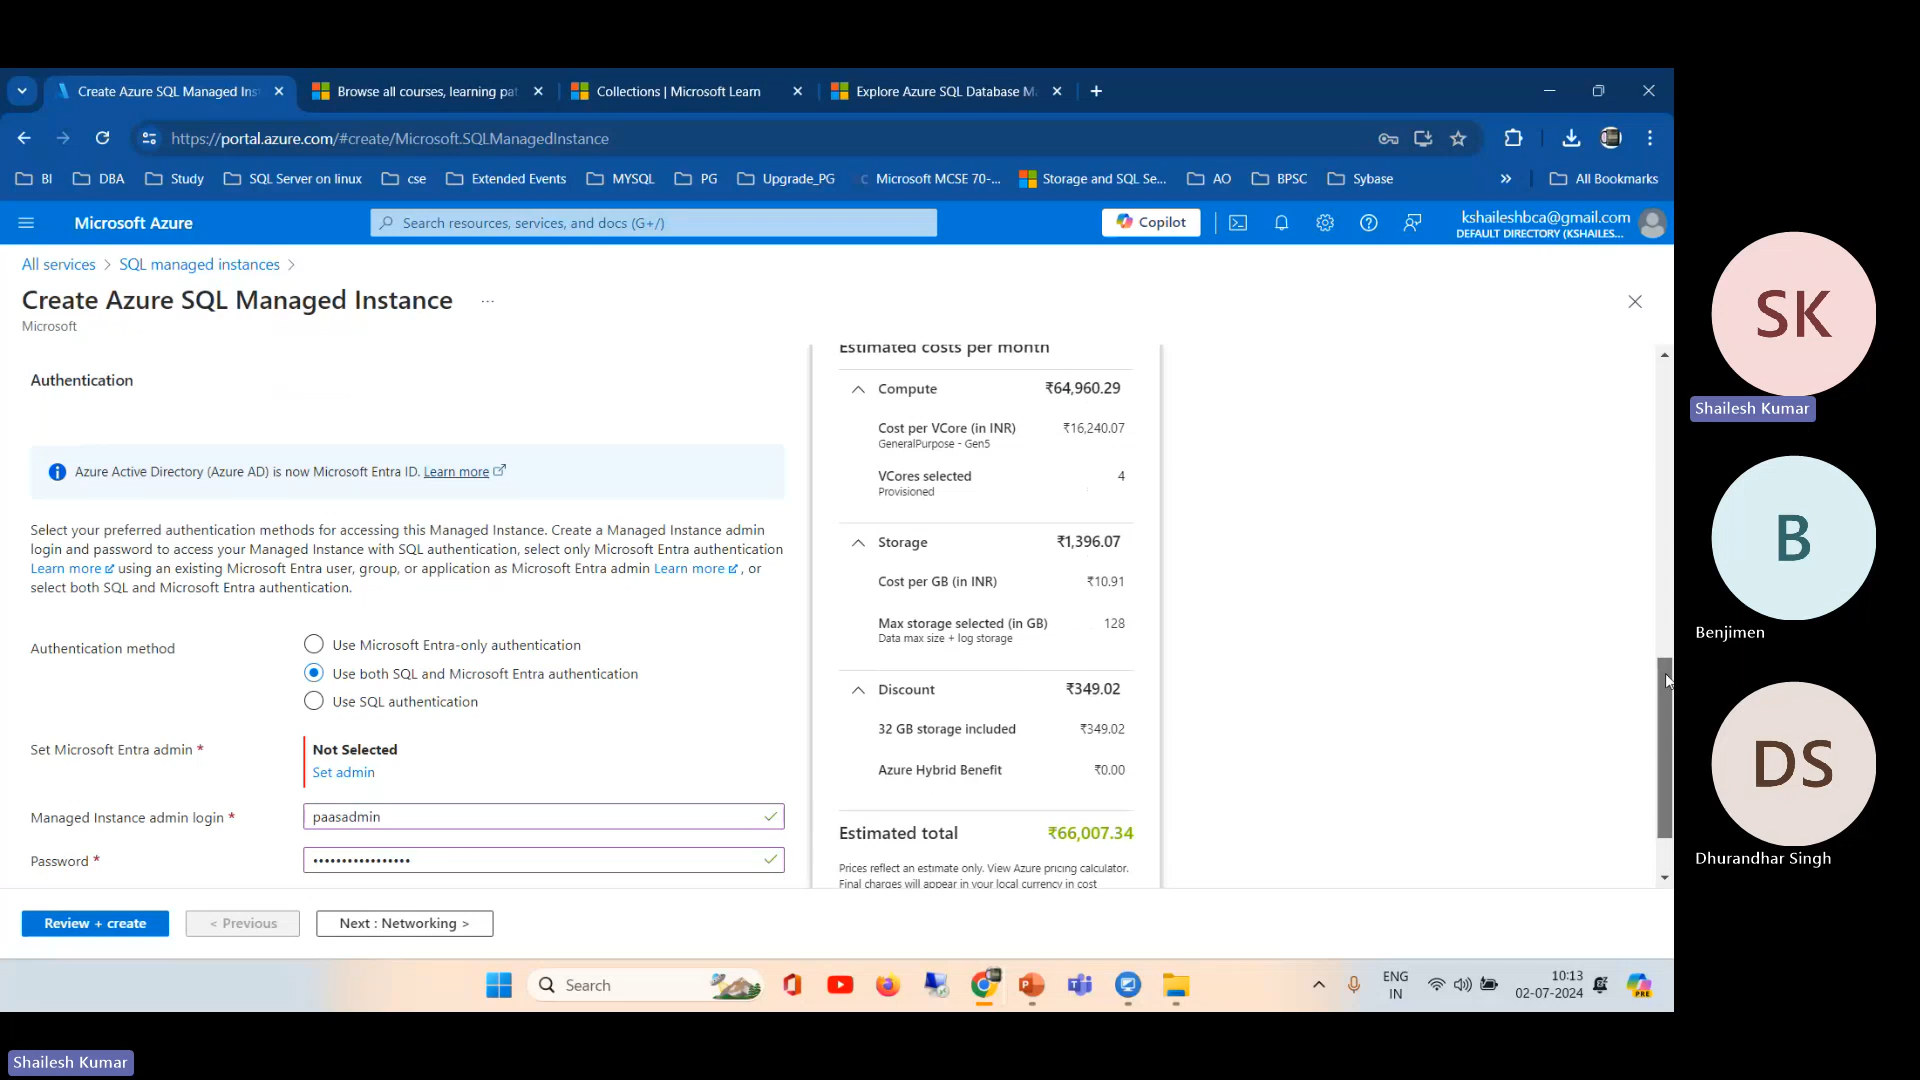 Create Azure SQL Managed Ins
Browse all courses, learning pat
Collections | Microsoft Learn
Explore Azure SQL Database Ma
https://portal.azure.com/#create/Microsoft.SQLManagedInstance
BI
DBA
Study
SQL Server on linux
cse
Extended Events
MYSQL
PG
Upgrade_PG
Microsoft MCSE 70-...
Storage and SQL Se...
AO
BPSC
Sybase
»
All Bookmarks
Microsoft Azure
Search resources, services, and docs (G+/)
Copilot
kshaileshbca@gmail.com
DEFAULT DIRECTORY (KSHAILES...
All services > SQL managed instances >
Create Azure SQL Managed Instance ...
Microsoft
Authentication
Azure Active Directory (Azure AD) is now Microsoft Entra ID. Learn more
Select your preferred authentication methods for accessing this Managed Instance. Create a Managed Instance admin
login and password to access your Managed Instance with SQL authentication, select only Microsoft Entra authentication
Learn more using an existing Microsoft Entra user, group, or application as Microsoft Entra admin Learn more , or
select both SQL and Microsoft Entra authentication.
Authentication method
Use Microsoft Entra-only authentication
Use both SQL and Microsoft Entra authentication
Use SQL authentication
Set Microsoft Entra admin *
Not Selected
Set admin
Managed Instance admin login *
paasadmin
Password *
•••••••••••••••••
Estimated costs per month
Compute ₹64,960.29
Cost per VCore (in INR) ₹16,240.07
GeneralPurpose - Gen5
VCores selected 4
Provisioned
Storage ₹1,396.07
Cost per GB (in INR) ₹10.91
Max storage selected (in GB) 128
Data max size + log storage
Discount ₹349.02
32 GB storage included ₹349.02
Azure Hybrid Benefit ₹0.00
Estimated total ₹66,007.34
Prices reflect an estimate only. View Azure pricing calculator.
Final charges will appear in your local currency in cost
Review + create
< Previous
Next : Networking >
Search
ENG
IN
10:13
02-07-2024
PRE
SK
Shailesh Kumar
B
Benjimen
DS
Dhurandhar Singh
Shailesh Kumar